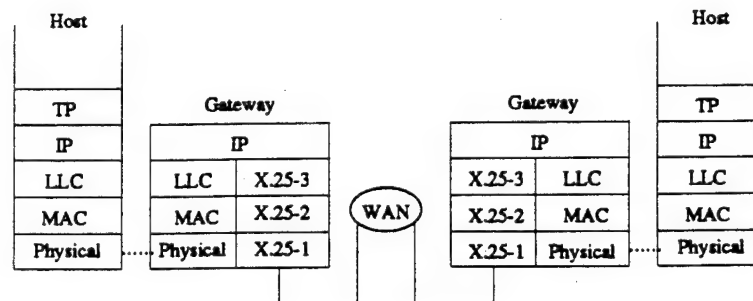 Host
Host
Gateway
Gateway
TP
TP
IP
IP
IP
IP
LLC
LLC
X.25-3
X.25-3
LLC
LLC
MAC
MAC
X.25-2
WAN
X.25-2
MAC
MAC
Physical
Physical
X.25-1
X.25-1
Physical
Physical